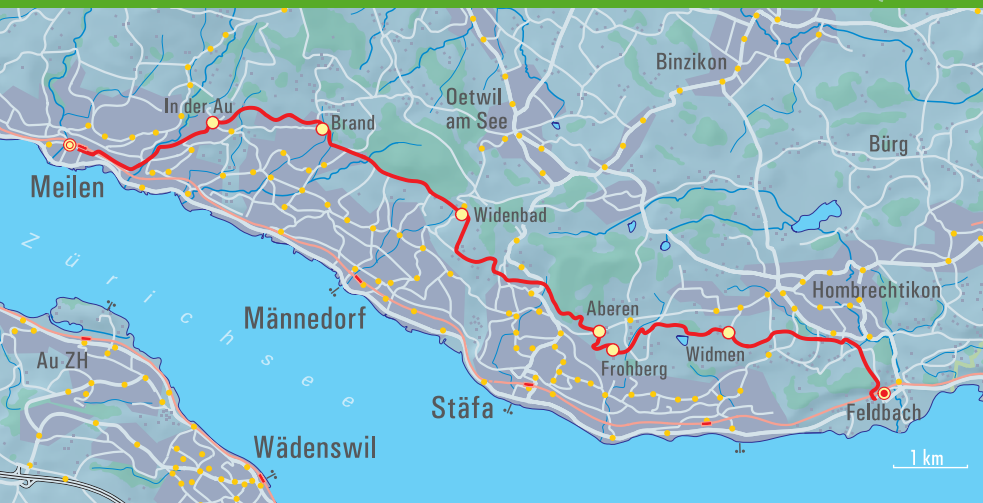 Binzikon
Oetwil
am See
In der Au
Brand
Bürg
Meilen
Widenbad
Zürichsee
Hombrechtikon
Aberen
Männedorf
Widmen
Au ZH
Frohberg
Stäfa
Feldbach
Wädenswil
1 km